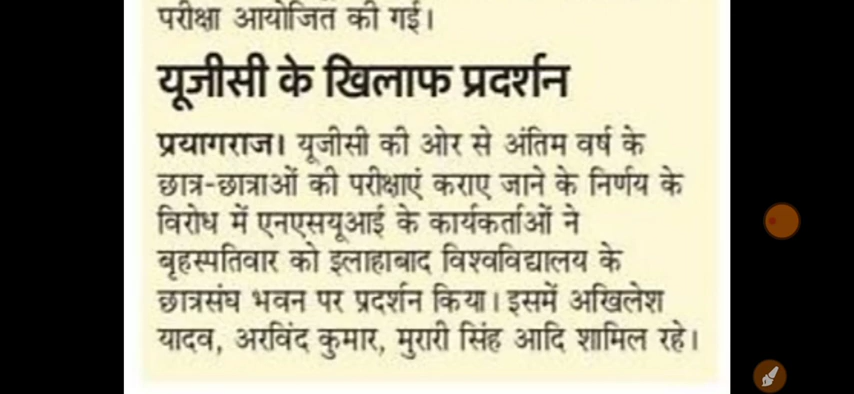 परीक्षा आयोजित की गई।
यूजीसी के खिलाफ प्रदर्शन
प्रयागराज। यूजीसी की ओर से अंतिम वर्ष के
छात्र-छात्राओं की परीक्षाएं कराए जाने के निर्णय के
विरोध में एनएसयूआई के कार्यकर्ताओं ने
बृहस्पतिवार को इलाहाबाद विश्वविद्यालय के
छात्रसंघ भवन पर प्रदर्शन किया। इसमें अखिलेश
यादव, अरविंद कुमार, मुरारी सिंह आदि शामिल रहे।